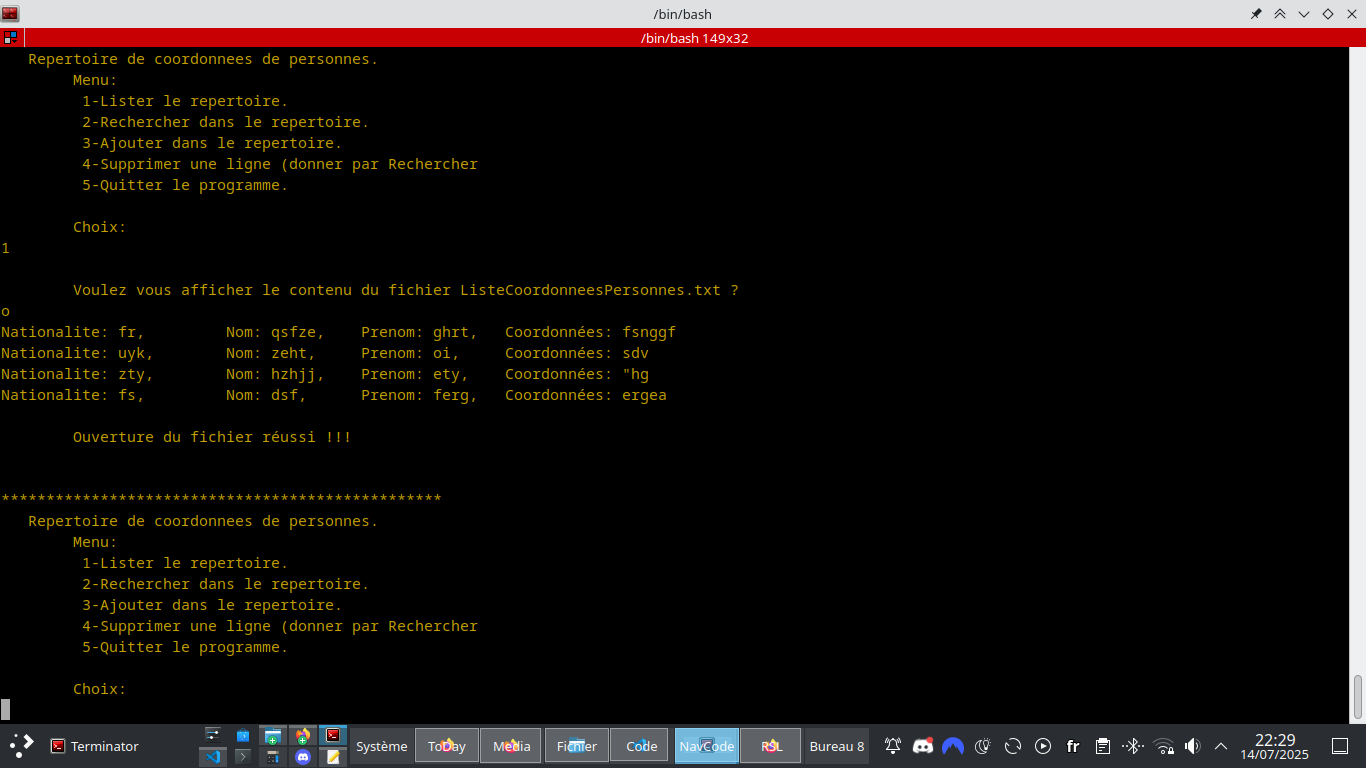 /bin/bash
/bin/bash 149x32
Repertoire de coordonnees de personnes.
Menu:
1-Lister le repertoire.
2-Rechercher dans le repertoire.
3-Ajouter dans le repertoire.
4-Supprimer une ligne (donner par Rechercher
5-Quitter le programme.
Choix:
1
Voulez vous afficher le contenu du fichier ListeCoordonneesPersonnes.txt ?
o
Nationalite: fr, Nom: qsfze, Prenom: ghrt, Coordonnées: fsnggf
Nationalite: uyk, Nom: zeht, Prenom: oi, Coordonnées: sdv
Nationalite: zty, Nom: hzhjj, Prenom: ety, Coordonnées: "hg
Nationalite: fs, Nom: dsf, Prenom: ferg, Coordonnées: ergea
Ouverture du fichier réussi !!!
*************************************************
Repertoire de coordonnees de personnes.
Menu:
1-Lister le repertoire.
2-Rechercher dans le repertoire.
3-Ajouter dans le repertoire.
4-Supprimer une ligne (donner par Rechercher
5-Quitter le programme.
Choix:
Terminator Système ToDay Média Fichier Code NavCode RSL Bureau 8 fr 22:29
14/07/2025